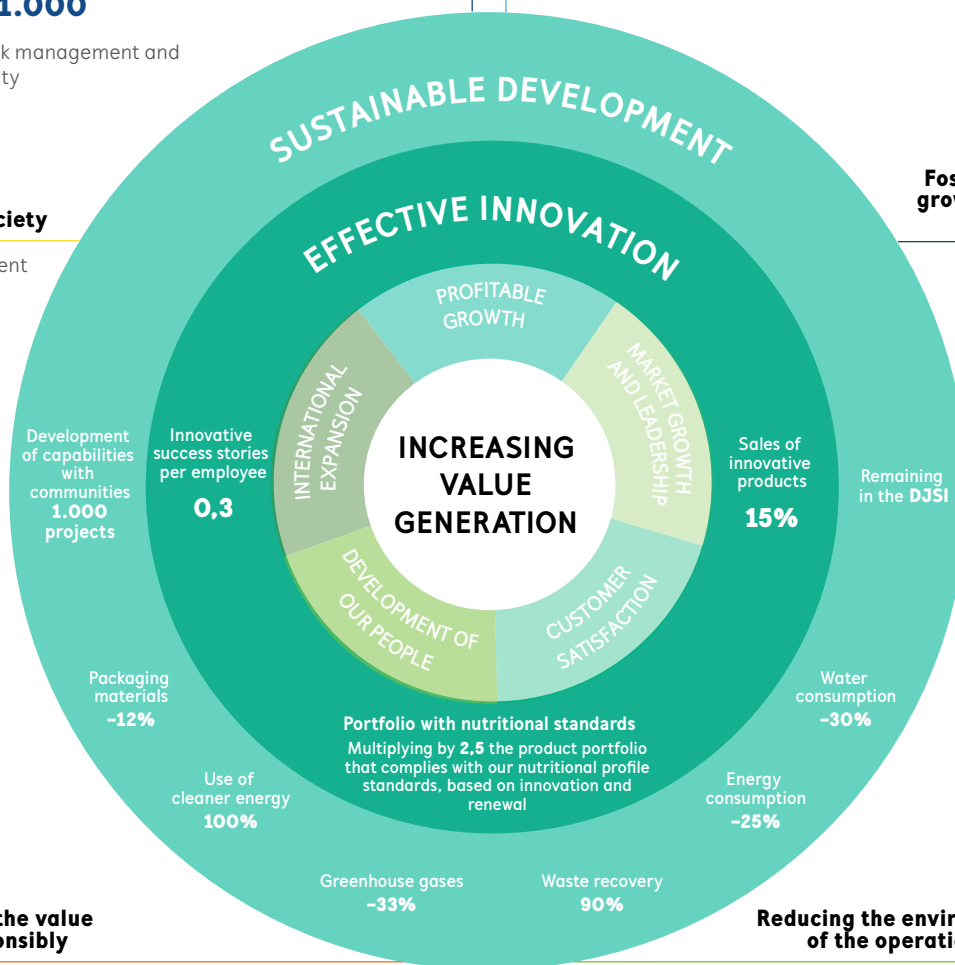 1.000
k management and
ty
SUSTAINABLE DEVELOPMENT
EFFECTIVE INNOVATION
ciety
ent
Fos
grow
PROFITABLE
GROWTH
INTERNATIONAL
EXPANSION
MARKET GROWTH
AND LEADERSHIP
INCREASING
VALUE
GENERATION
DEVELOPMENT OF
OUR PEOPLE
CUSTOMER
SATISFACTION
Development
of capabilities
with
communities
1.000
projects
Innovative
success stories
per employee
0,3
Sales of
innovative
products
15%
Remaining
in the DJSI
Packaging
materials
-12%
Water
consumption
-30%
Portfolio with nutritional standards
Multiplying by 2,5 the product portfolio
that complies with our nutritional profile
standards, based on innovation and
renewal
Use of
cleaner energy
100%
Energy
consumption
-25%
Greenhouse gases
-33%
Waste recovery
90%
the value
onsibly
Reducing the envir
of the operati